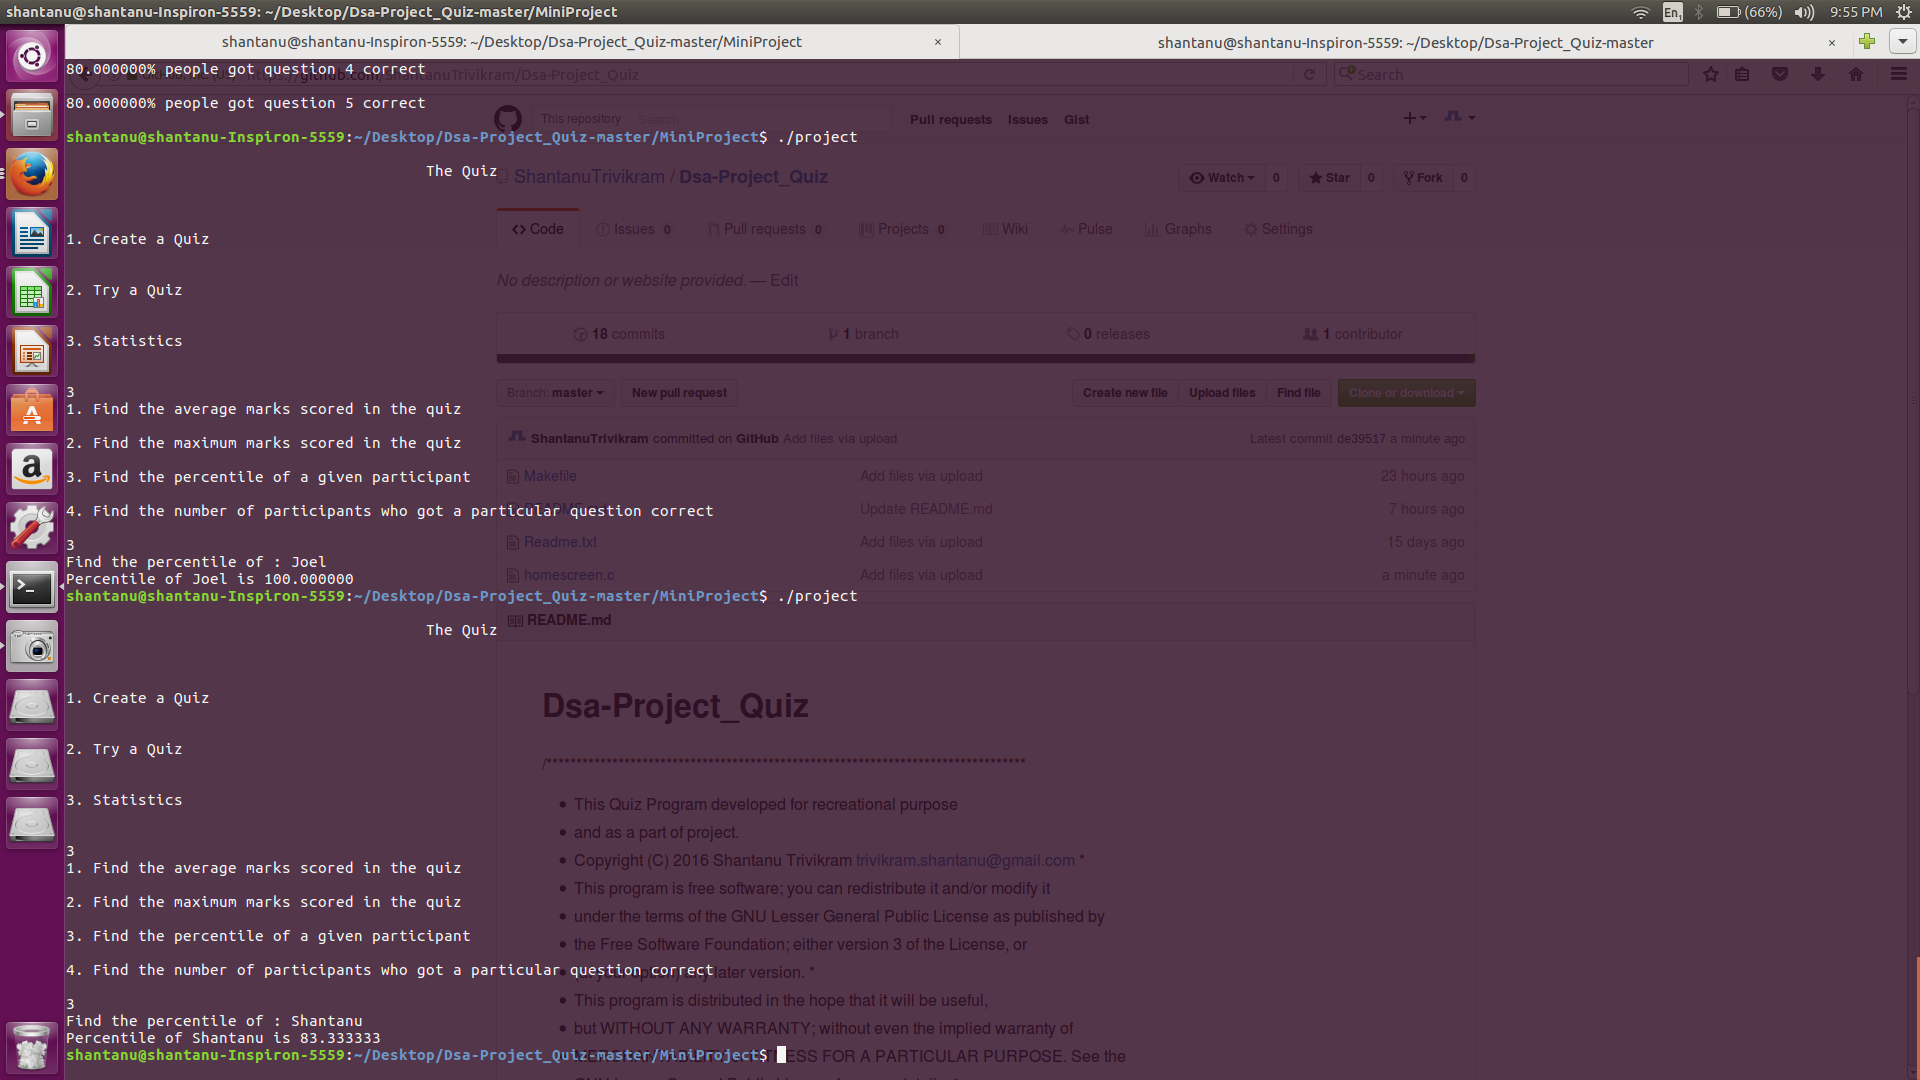 shantanu@shantanu-Inspiron-5559: ~/Desktop/Dsa-Project_Quiz-master/MiniProject
En1 (66%) 9:55 PM
shantanu@shantanu-Inspiron-5559: ~/Desktop/Dsa-Project_Quiz-master/MiniProject ×
shantanu@shantanu-Inspiron-5559: ~/Desktop/Dsa-Project_Quiz-master ×
80.000000% people got question 4 correct
80.000000% people got question 5 correct
shantanu@shantanu-Inspiron-5559:~/Desktop/Dsa-Project_Quiz-master/MiniProject$ ./project
The Quiz
1. Create a Quiz
2. Try a Quiz
3. Statistics
3
1. Find the average marks scored in the quiz
2. Find the maximum marks scored in the quiz
3. Find the percentile of a given participant
4. Find the number of participants who got a particular question correct
3
Find the percentile of : Joel
Percentile of Joel is 100.000000
shantanu@shantanu-Inspiron-5559:~/Desktop/Dsa-Project_Quiz-master/MiniProject$ ./project
The Quiz
1. Create a Quiz
2. Try a Quiz
3. Statistics
3
1. Find the average marks scored in the quiz
2. Find the maximum marks scored in the quiz
3. Find the percentile of a given participant
4. Find the number of participants who got a particular question correct
3
Find the percentile of : Shantanu
Percentile of Shantanu is 83.333333
shantanu@shantanu-Inspiron-5559:~/Desktop/Dsa-Project_Quiz-master/MiniProject$
github.com/ShantanuTrivikram/Dsa-Project_Quiz
Search
This repository Search
Pull requests Issues Gist
ShantanuTrivikram / Dsa-Project_Quiz
Watch 0 Star 0 Fork 0
Code Issues 0 Pull requests 0 Projects 0 Wiki Pulse Graphs Settings
No description or website provided. — Edit
18 commits 1 branch 0 releases 1 contributor
Branch: master New pull request Create new file Upload files Find file Clone or download
ShantanuTrivikram committed on GitHub Add files via upload Latest commit de39517 a minute ago
Makefile Add files via upload 23 hours ago
Update README.md 7 hours ago
Readme.txt Add files via upload 15 days ago
homescreen.c Add files via upload a minute ago
README.md
Dsa-Project_Quiz
• This Quiz Program developed for recreational purpose
• and as a part of project.
• Copyright (C) 2016 Shantanu Trivikram trivikram.shantanu@gmail.com *
• This program is free software; you can redistribute it and/or modify it
• under the terms of the GNU Lesser General Public License as published by
• the Free Software Foundation; either version 3 of the License, or
later version. *
• This program is distributed in the hope that it will be useful,
• but WITHOUT ANY WARRANTY; without even the implied warranty of
FOR A PARTICULAR PURPOSE. See the